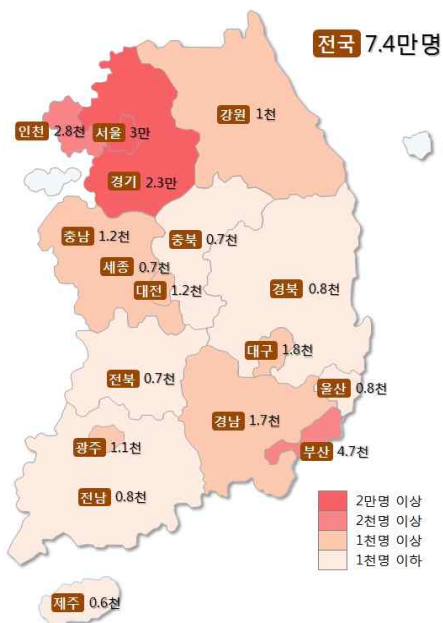 전국 7.4만명
강원 1천
인천 2.8천
서울 3만
경기 2.3만
충남 1.2천
충북 0.7천
세종 0.7천
대전 1.2천
경북 0.8천
대구 1.8천
전북 0.7천
울산 0.8천
경남 1.7천
광주 1.1천
부산 4.7천
전남 0.8천
2만명 이상
2천명 이상
1천명 이상
1천명 이하
제주 0.6천